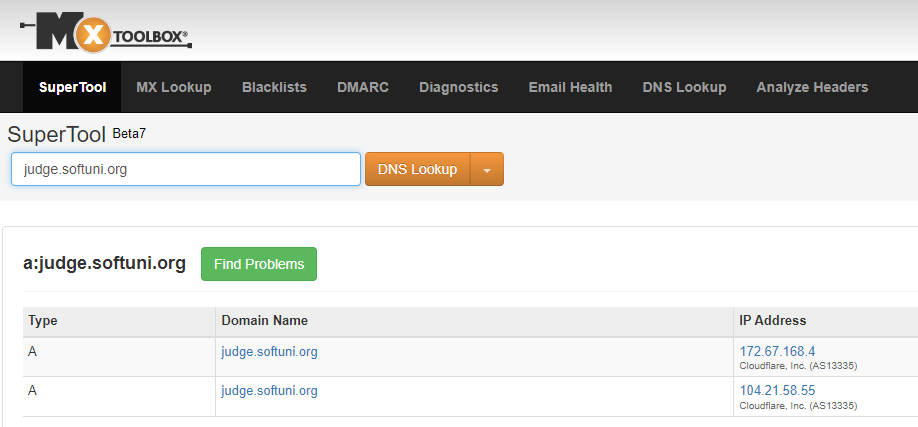 MX TOOLBOX®
SuperTool MX Lookup Blacklists DMARC Diagnostics Email Health DNS Lookup Analyze Headers
SuperTool Beta7
judge.softuni.org DNS Lookup
a:judge.softuni.org Find Problems
Type Domain Name IP Address
A judge.softuni.org 172.67.168.4
Cloudflare, Inc. (AS13335)
A judge.softuni.org 104.21.58.55
Cloudflare, Inc. (AS13335)